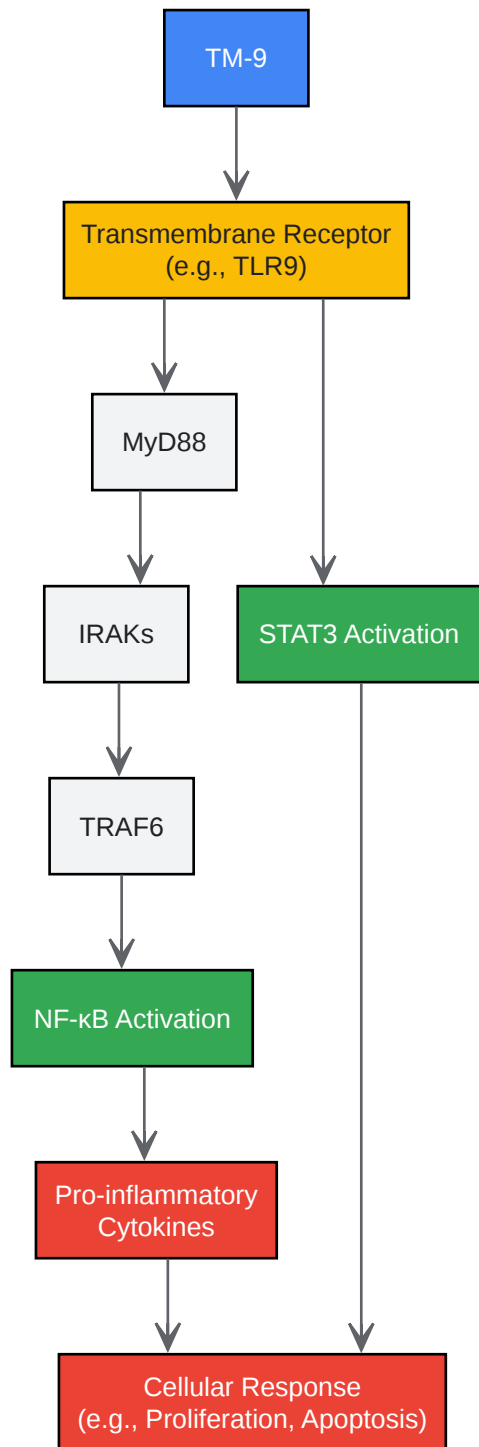 TM-9
Transmembrane Receptor
(e.g., TLR9)
MyD88
IRAKs
STAT3 Activation
TRAF6
NF-κB Activation
Pro-inflammatory
Cytokines
Cellular Response
(e.g., Proliferation, Apoptosis)